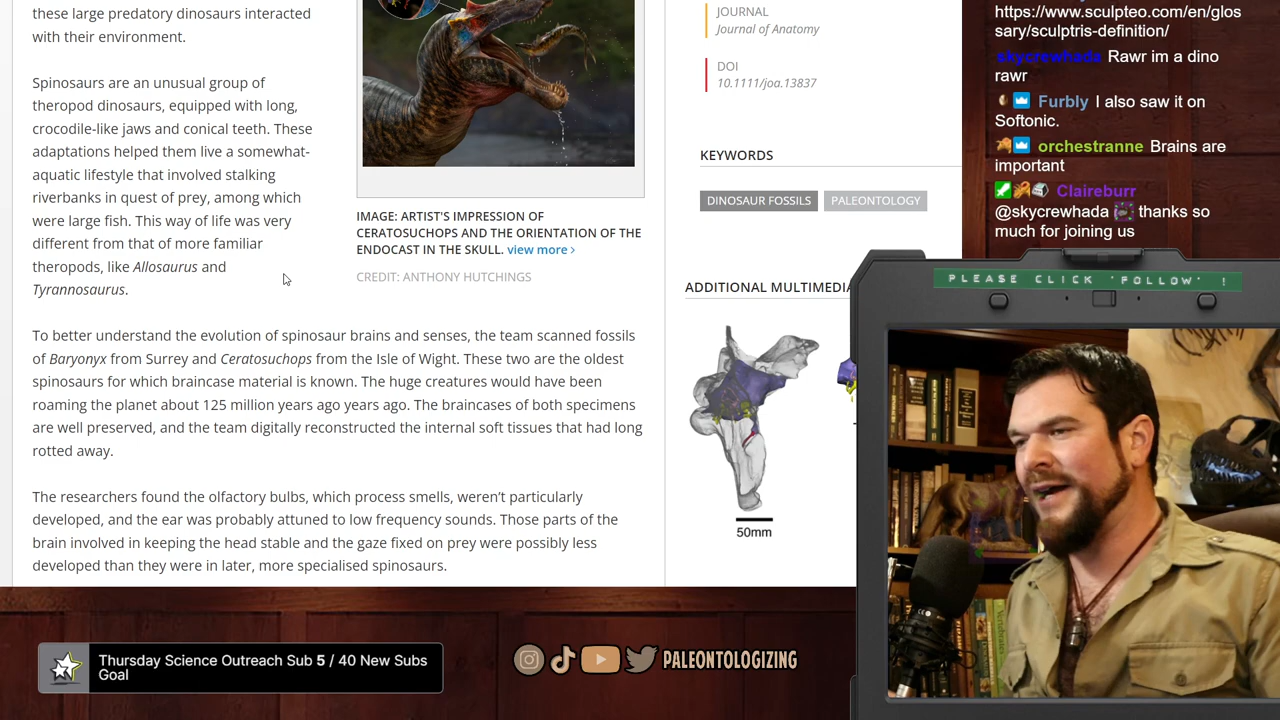 these large predatory dinosaurs interacted
with their environment.
Spinosaurs are an unusual group of
theropod dinosaurs, equipped with long,
crocodile-like jaws and conical teeth. These
adaptations helped them live a somewhat-
aquatic lifestyle that involved stalking
riverbanks in quest of prey, among which
were large fish. This way of life was very
different from that of more familiar
theropods, like Allosaurus and
Tyrannosaurus.
IMAGE: ARTIST'S IMPRESSION OF
CERATOSUCHOPS AND THE ORIENTATION OF THE
ENDOCAST IN THE SKULL. view more ›
CREDIT: ANTHONY HUTCHINGS
To better understand the evolution of spinosaur brains and senses, the team scanned fossils
of Baryonyx from Surrey and Ceratosuchops from the Isle of Wight. These two are the oldest
spinosaurs for which braincase material is known. The huge creatures would have been
roaming the planet about 125 million years ago years ago. The braincases of both specimens
are well preserved, and the team digitally reconstructed the internal soft tissues that had long
rotted away.
The researchers found the olfactory bulbs, which process smells, weren't particularly
developed, and the ear was probably attuned to low frequency sounds. Those parts of the
brain involved in keeping the head stable and the gaze fixed on prey were possibly less
developed than they were in later, more specialised spinosaurs.
JOURNAL
Journal of Anatomy
DOI
10.1111/joa.13837
KEYWORDS
DINOSAUR FOSSILS PALEONTOLOGY
ADDITIONAL MULTIMEDIA
50mm
https://www.sculpteo.com/en/glos
sary/sculptris-definition/
skycrewhada Rawr im a dino
rawr
Furbly I also saw it on
Softonic.
orchestranne Brains are
important
Claireburr
@skycrewhada thanks so
much for joining us
PLEASE CLICK 'FOLLOW' !
Thursday Science Outreach Sub 5 / 40 New Subs
Goal
PALEONTOLOGIZING